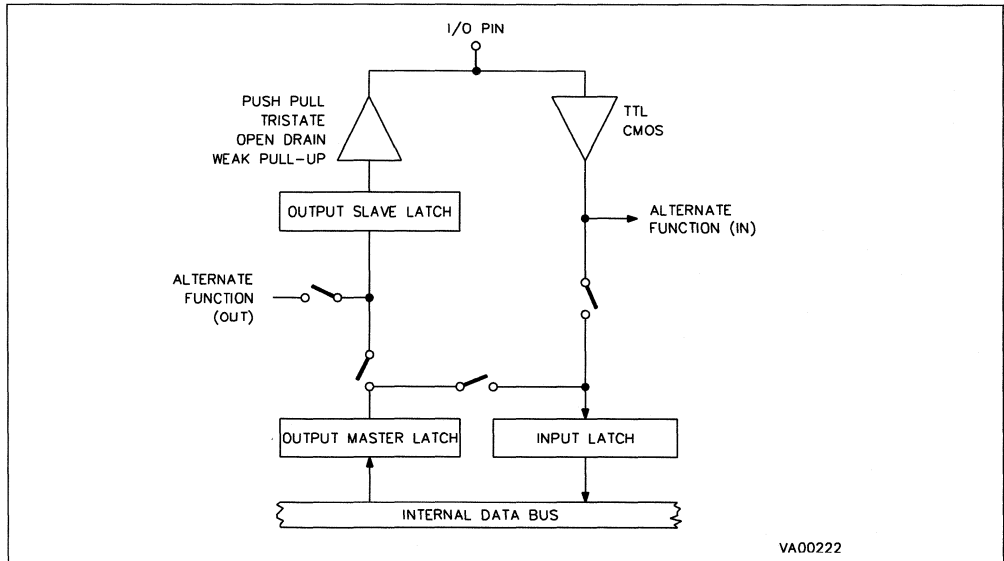 I/O PIN
PUSH PULL
TRISTATE
OPEN DRAIN
WEAK PULL-UP
TTL
CMOS
OUTPUT SLAVE LATCH
ALTERNATE
FUNCTION (IN)
ALTERNATE
FUNCTION
(OUT)
OUTPUT MASTER LATCH
INPUT LATCH
INTERNAL DATA BUS
VA00222